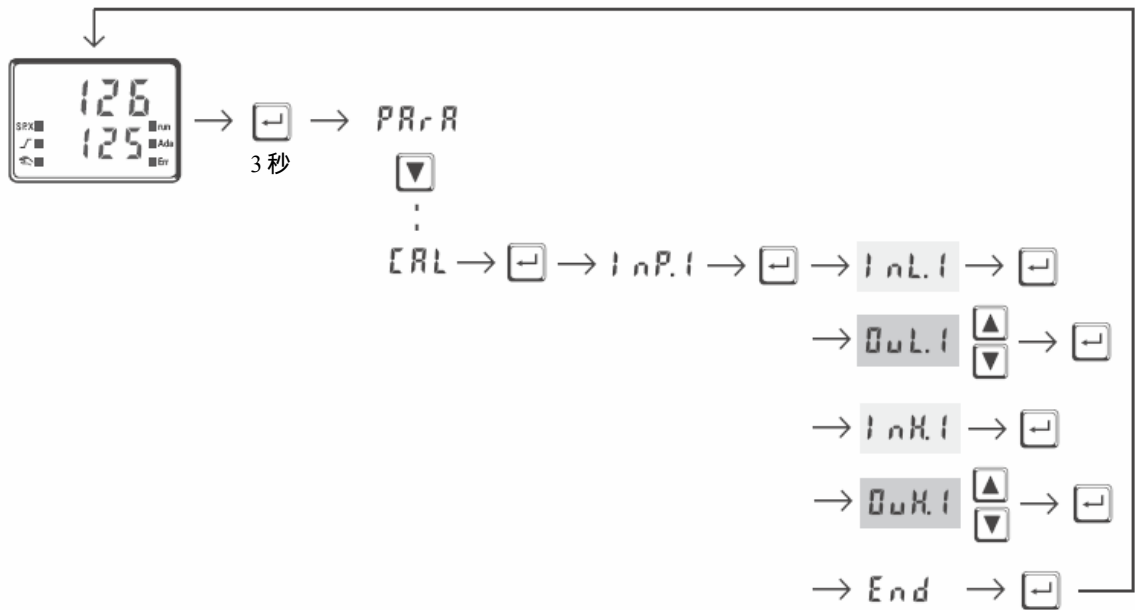 126
SP.X run
125 Ada
Err
PArA
3 秒
CAL InP.1 InL.1
OuL.1
InH.1
OuH.1
End